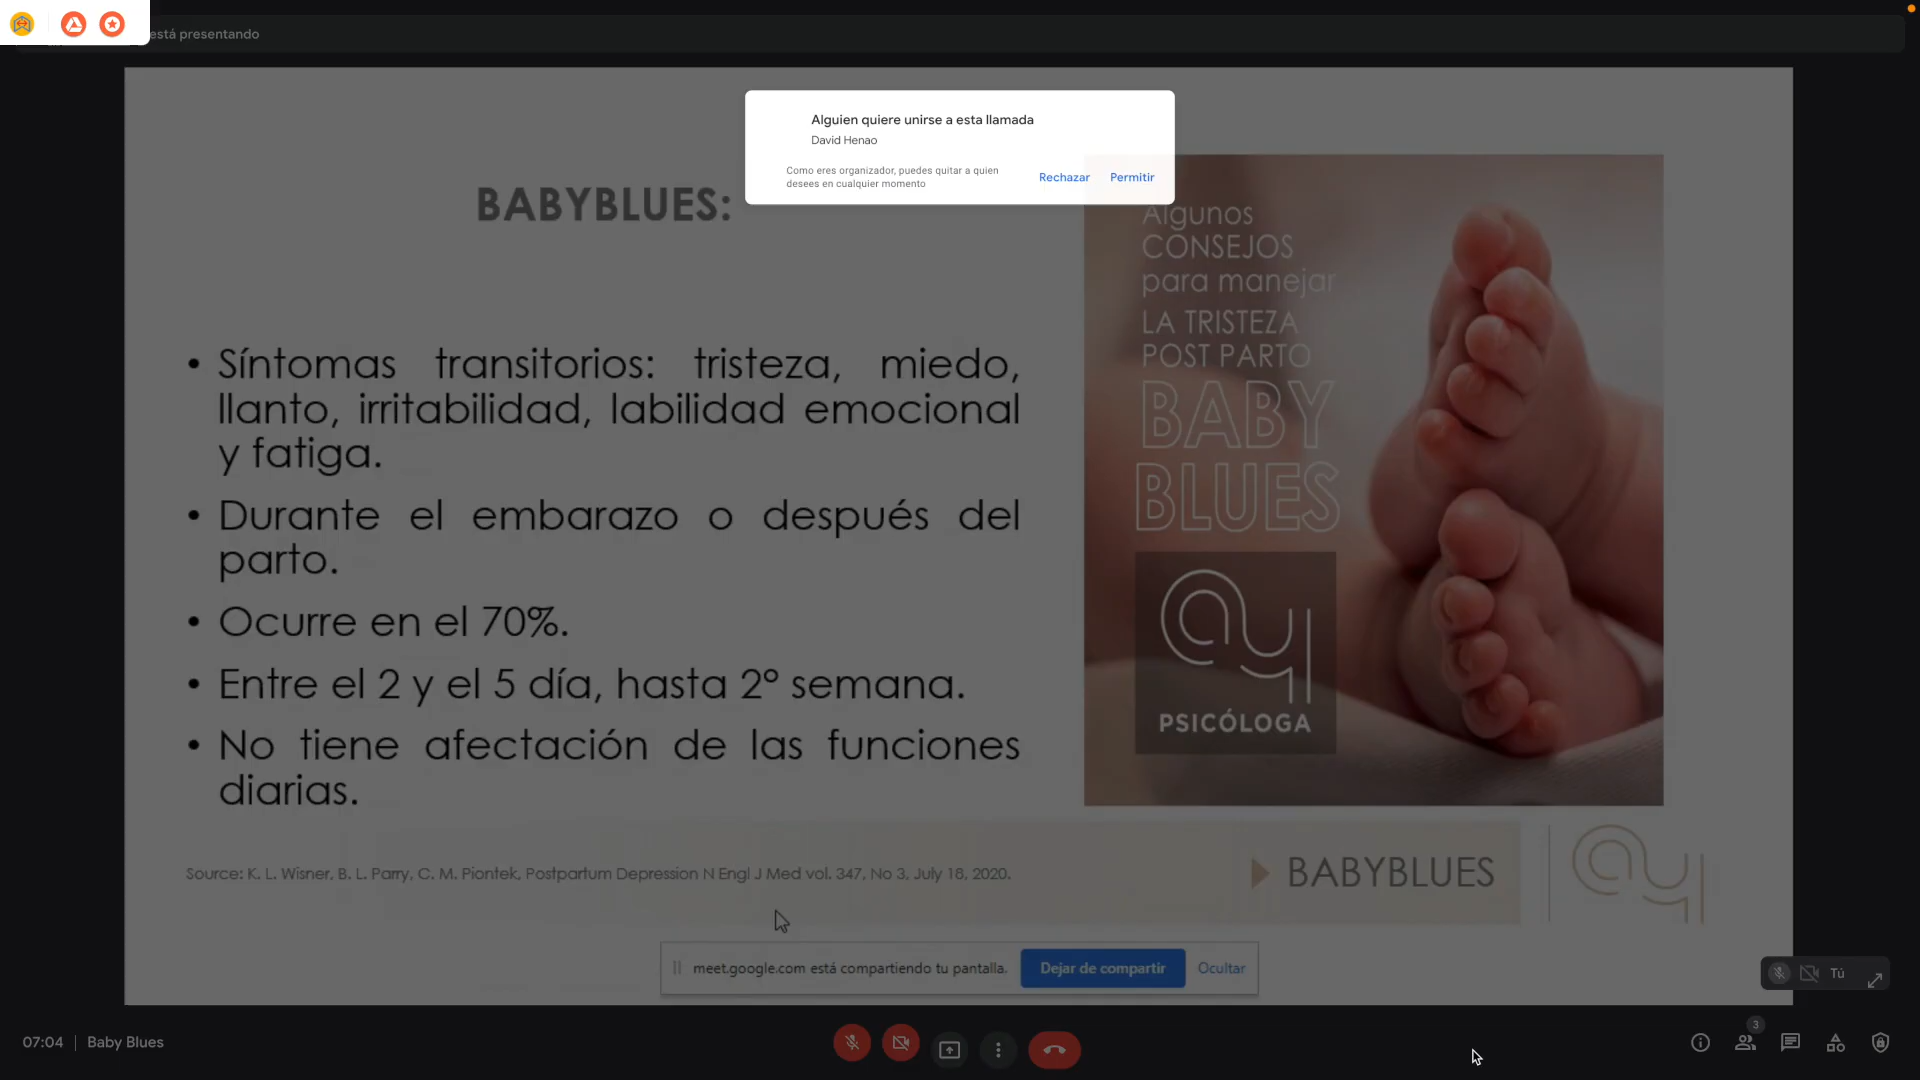 está presentando
Alguien quiere unirse a esta llamada
David Henao
Como eres organizador, puedes quitar a quien
desees en cualquier momento
Rechazar Permitir
BABYBLUES:
• Síntomas transitorios: tristeza, miedo,
llanto, irritabilidad, labilidad emocional
y fatiga.
• Durante el embarazo o después del
parto.
• Ocurre en el 70%.
• Entre el 2 y el 5 día, hasta 2° semana.
• No tiene afectación de las funciones
diarias.
Algunos
CONSEJOS
para manejar
LA TRISTEZA
POST PARTO
BABY
BLUES
ay
PSICÓLOGA
Source: K. L. Wisner, B. L. Parry, C. M. Piontek, Postpartum Depression N Engl J Med vol. 347, No 3, July 18, 2020.
BABYBLUES
ay
meet.google.com está compartiendo tu pantalla.
Dejar de compartir
Ocultar
Tú
07:04 | Baby Blues
3